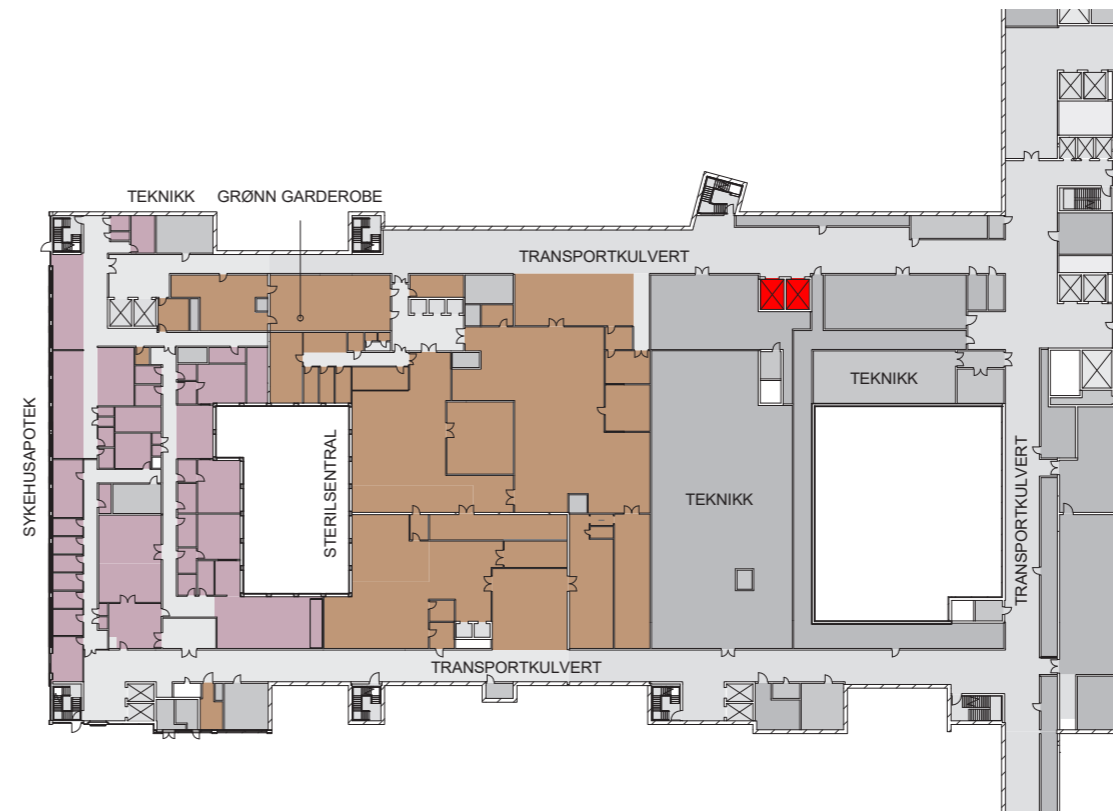 TEKNIKK
GRØNN GARDEROBE
TRANSPORTKULVERT
TEKNIKK
SYKEHUSAPOTEK
STERILSENTRAL
TEKNIKK
TRANSPORTKULVERT
TRANSPORTKULVERT